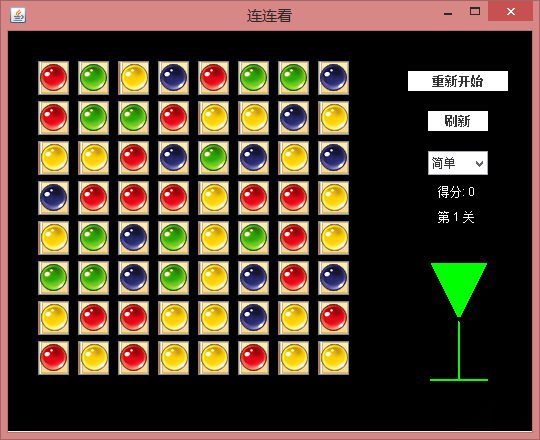 连连看
重新开始
刷新
简单
得分: 0
第 1 关